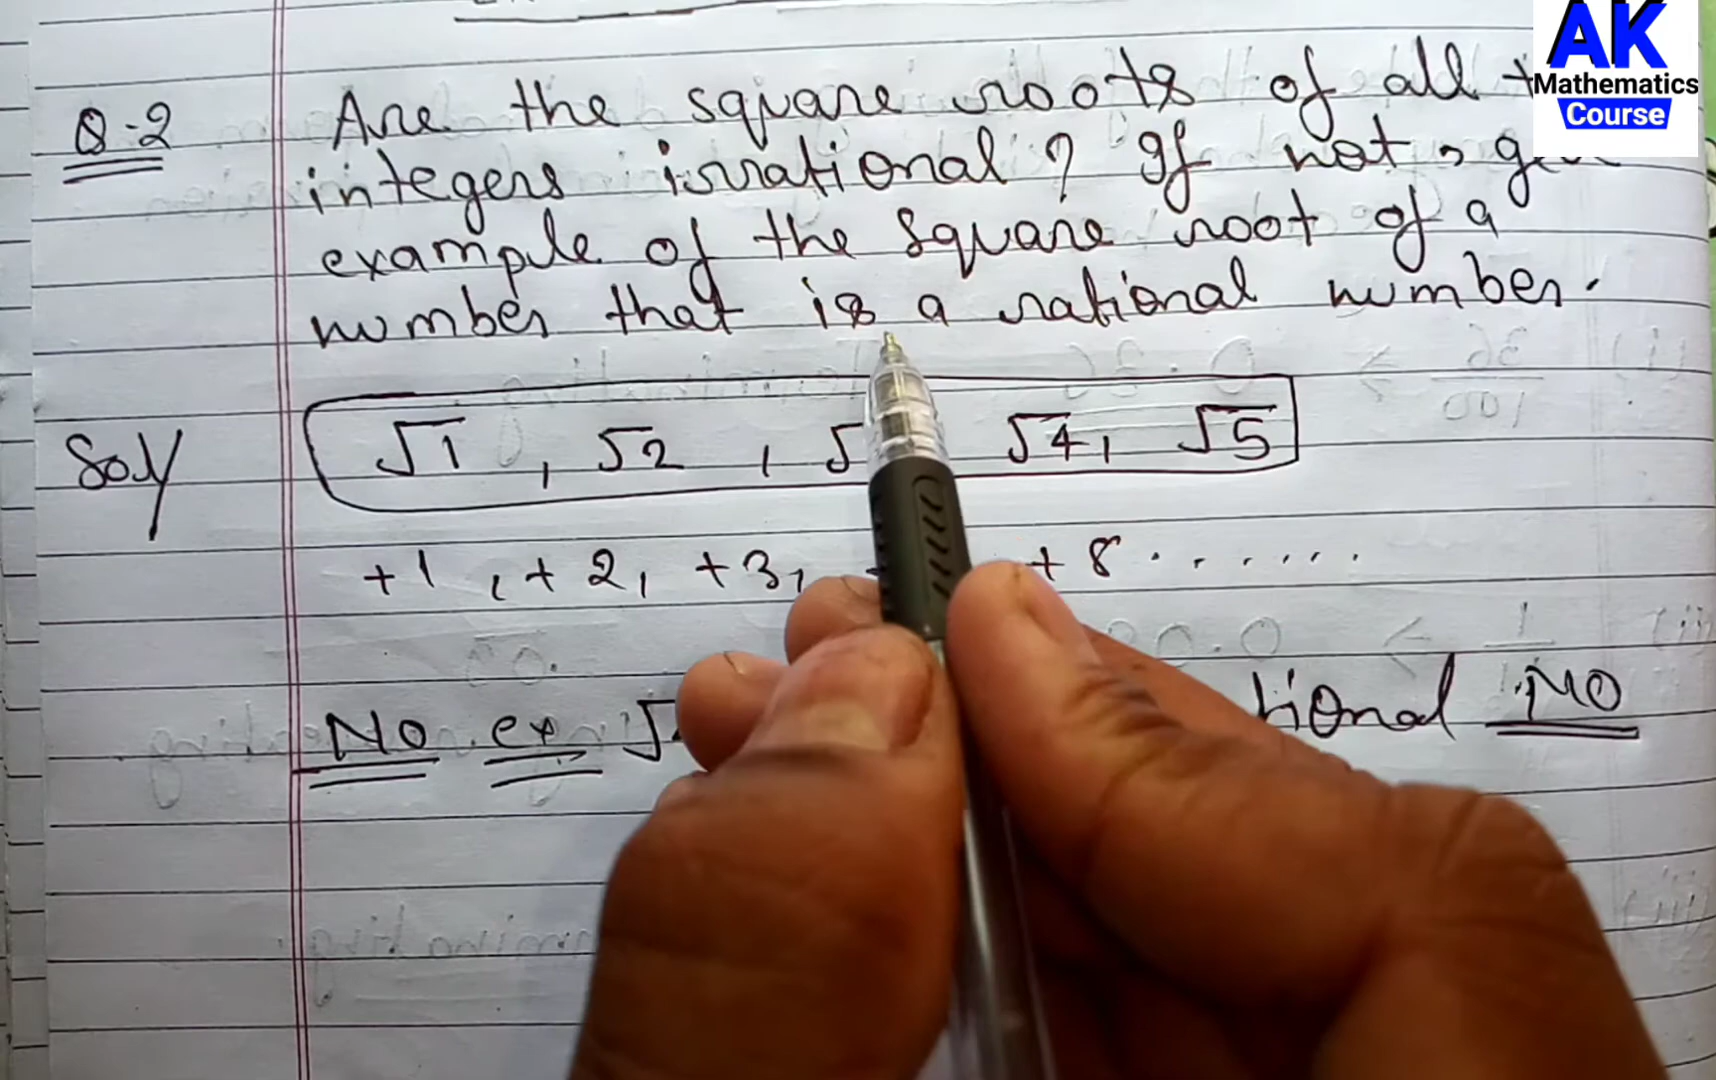 AK
Mathematics
Course
Q-2 Are the square roots of all
integers irrational? If not,
example of the square root of a
number that is a rational number.
Sol √1, √2, √ √4, √5
+1, +2, +3, +8.......
No ex √ tional NO